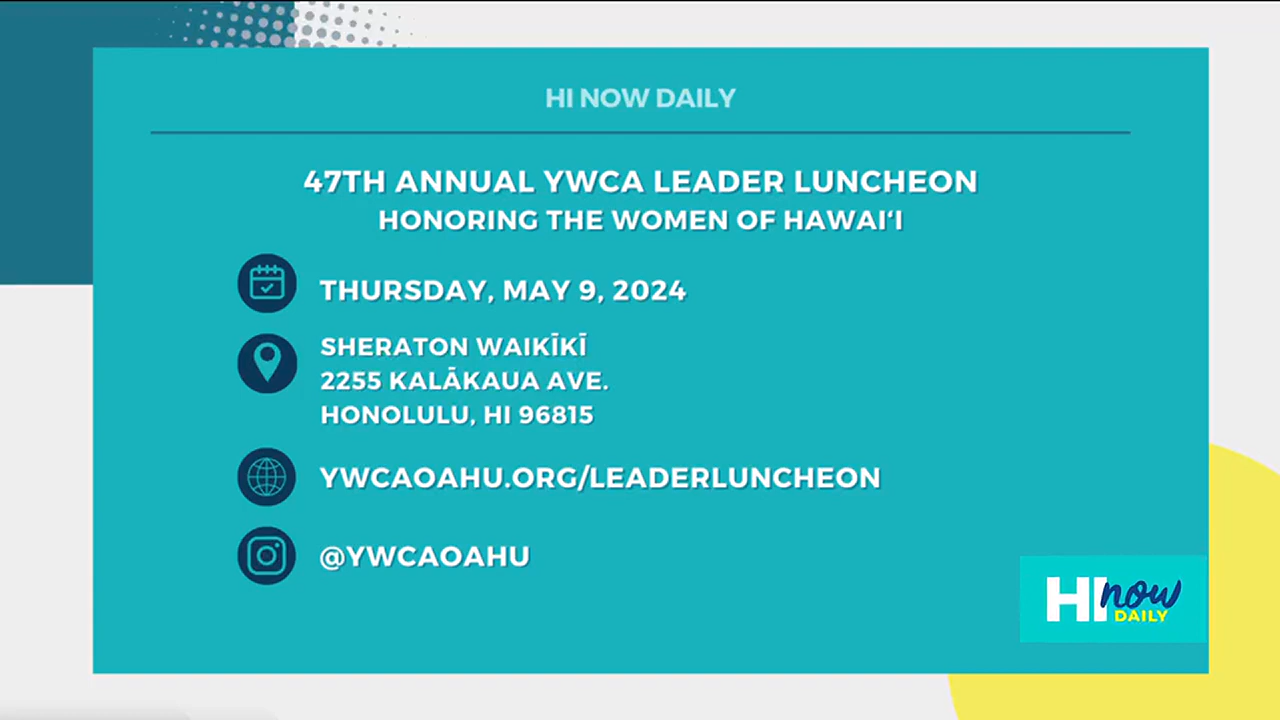 HI NOW DAILY
47TH ANNUAL YWCA LEADER LUNCHEON
HONORING THE WOMEN OF HAWAI‘I
THURSDAY, MAY 9, 2024
SHERATON WAIKĪKĪ
2255 KALĀKAUA AVE.
HONOLULU, HI 96815
YWCAOAHU.ORG/LEADERLUNCHEON
@YWCAOAHU
HI now
DAILY